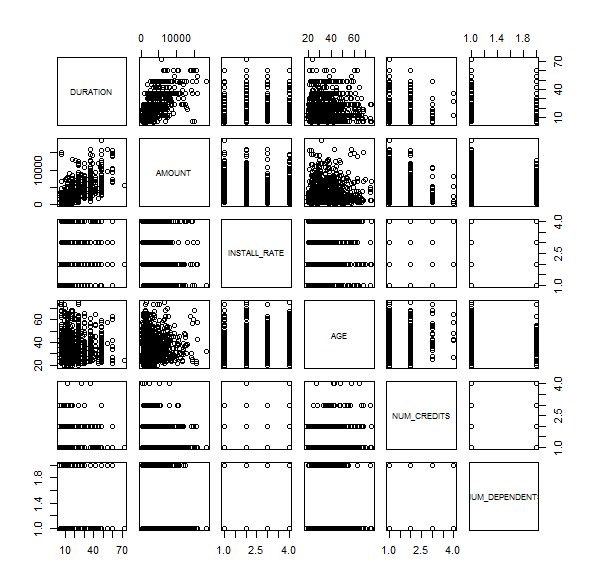 0 10000
20 40 60
1.0 1.4 1.8
DURATION
10 40 70
0 10000
AMOUNT
INSTALL_RATE
1.0 2.5 4.0
20 40 60
AGE
NUM_CREDITS
1.0 2.5 4.0
1.0 1.4 1.8
UM_DEPENDENT
10 40 70
1.0 2.5 4.0
1.0 2.5 4.0